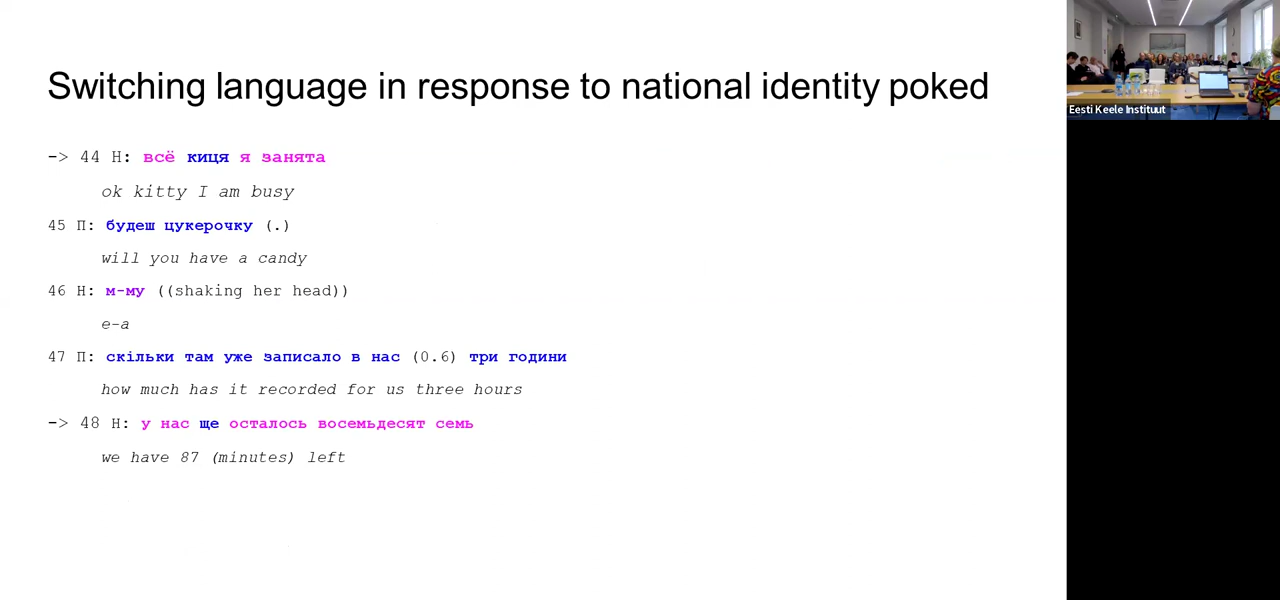 Switching language in response to national identity poked
-> 44 Н: всё киця я занята
ok kitty I am busy
45 П: будеш цукерочку (.)
will you have a candy
46 Н: м-му ((shaking her head))
e-a
47 П: скільки там уже записало в нас (0.6) три години
how much has it recorded for us three hours
-> 48 Н: у нас ще осталось восемьдесят семь
we have 87 (minutes) left
Eesti Keele Instituut